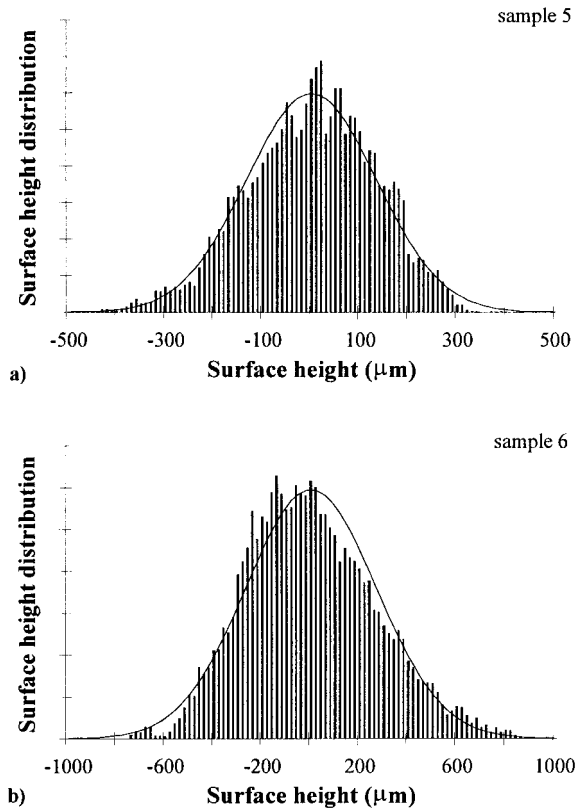 sample 5
Surface height distribution
-500 -300 -100 100 300 500
Surface height (μm)
a)
sample 6
Surface height distribution
-1000 -600 -200 200 600 1000
Surface height (μm)
b)